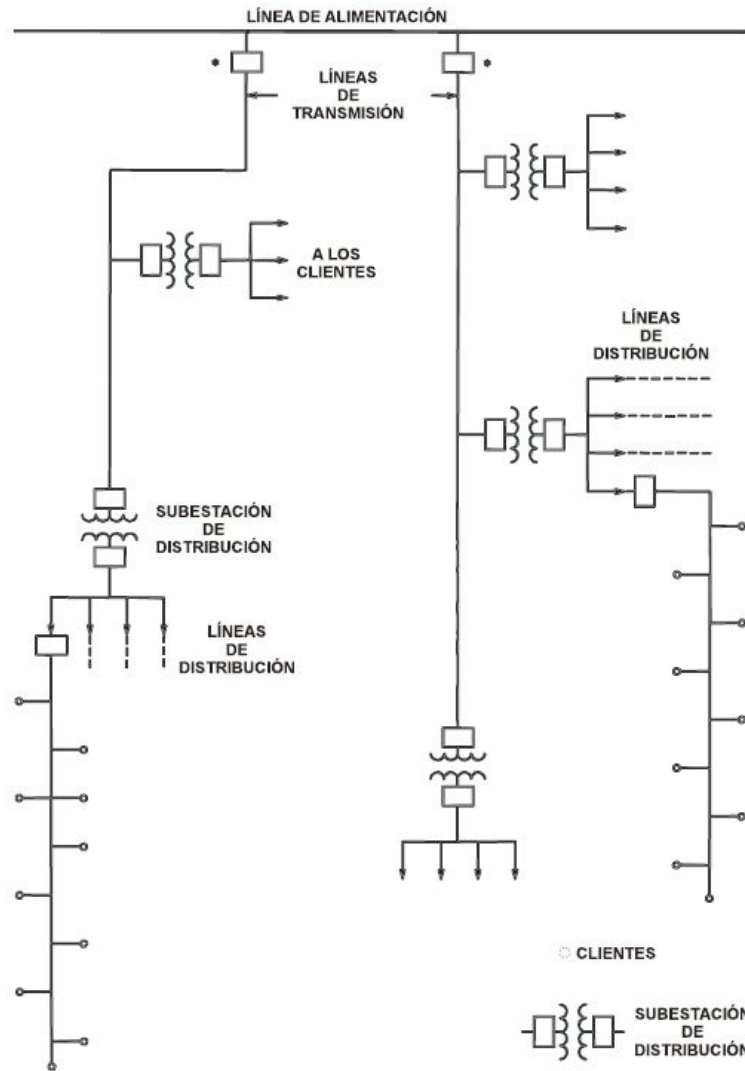 LÍNEA DE ALIMENTACIÓN
*
*
LÍNEAS
DE
TRANSMISIÓN
A LOS
CLIENTES
LÍNEAS
DE
DISTRIBUCIÓN
SUBESTACIÓN
DE
DISTRIBUCIÓN
LÍNEAS
DE
DISTRIBUCIÓN
CLIENTES
SUBESTACIÓN
DE
DISTRIBUCIÓN